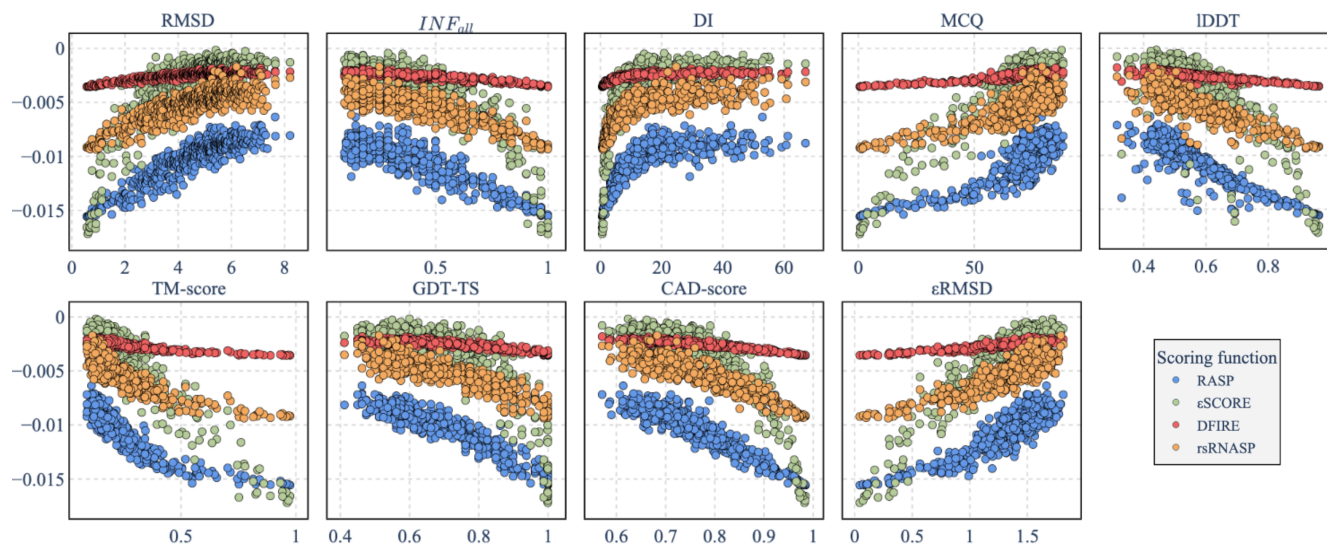 RMSD INF_all DI MCQ lDDT
0
−0.005
−0.01
−0.015
0 2 4 6 8 0.5 1 0 20 40 60 0 50 0.4 0.6 0.8
TM-score GDT-TS CAD-score εRMSD
0
−0.005
−0.01
−0.015
0.5 1 0.4 0.6 0.8 1 0.6 0.7 0.8 0.9 1 0 0.5 1 1.5
Scoring function
RASP
εSCORE
DFIRE
rsRNASP